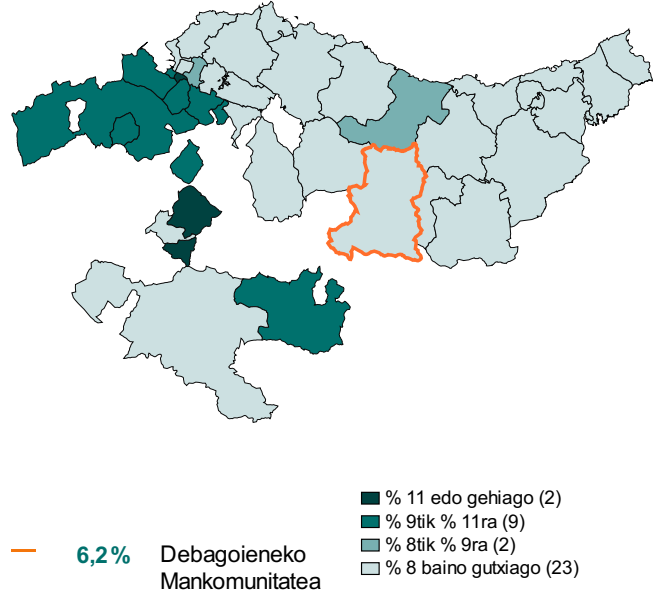 % 11 edo gehiago (2)
% 9tik % 11ra (9)
% 8tik % 9ra (2)
% 8 baino gutxiago (23)
6,2% Debagoieneko
Mankomunitatea